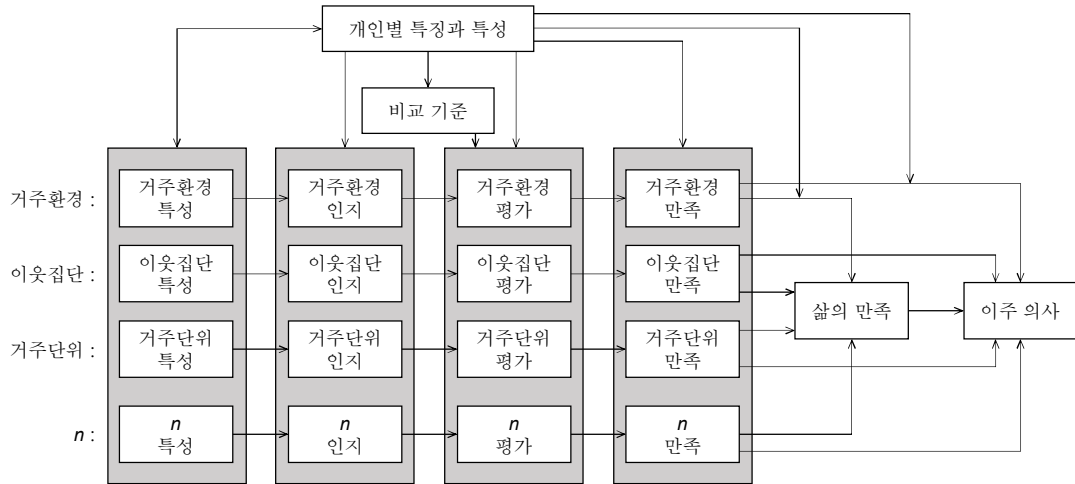 개인별 특징과 특성
비교 기준
거주환경 :
거주환경
특성
거주환경
인지
거주환경
평가
거주환경
만족
이웃집단 :
이웃집단
특성
이웃집단
인지
이웃집단
평가
이웃집단
만족
삶의 만족
이주 의사
거주단위 :
거주단위
특성
거주단위
인지
거주단위
평가
거주단위
만족
n :
n
특성
n
인지
n
평가
n
만족